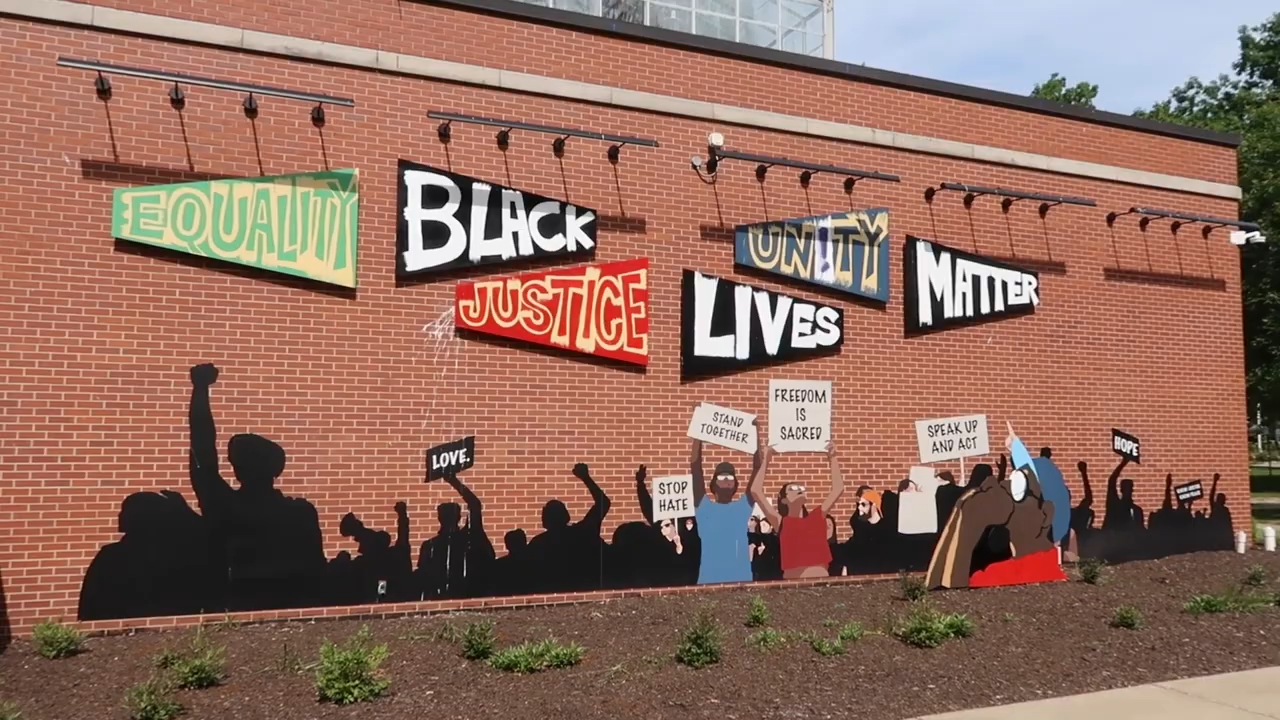 EQUALITY
BLACK
JUSTICE
UNITY
LIVES
MATTER
LOVE.
STOP
HATE
STAND
TOGETHER
FREEDOM
IS
SACRED
SPEAK UP
AND ACT
HOPE